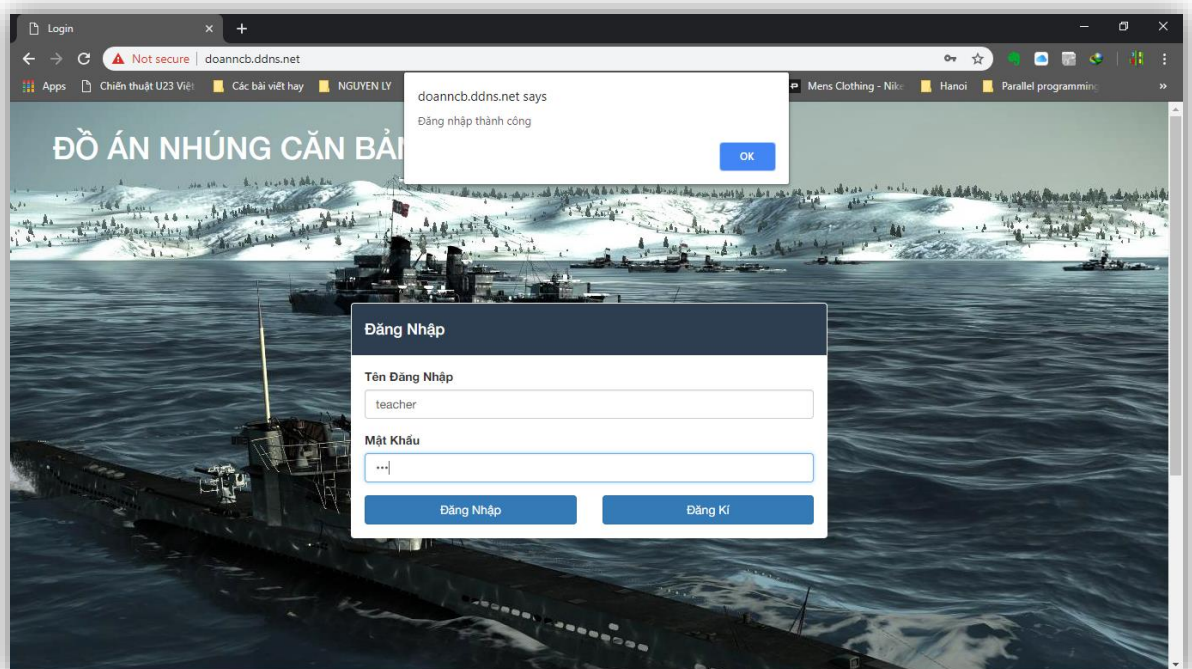 Login
Not secure
doanncb.ddns.net
Apps
Chiến thuật U23 Việt
Các bài viết hay
NGUYEN LY
Mens Clothing - Nike
Hanoi
Parallel programming
doanncb.ddns.net says
Đăng nhập thành công
OK
ĐỒ ÁN NHÚNG CĂN BẢN
Đăng Nhập
Tên Đăng Nhập
teacher
Mật Khẩu
Đăng Nhập
Đăng Kí